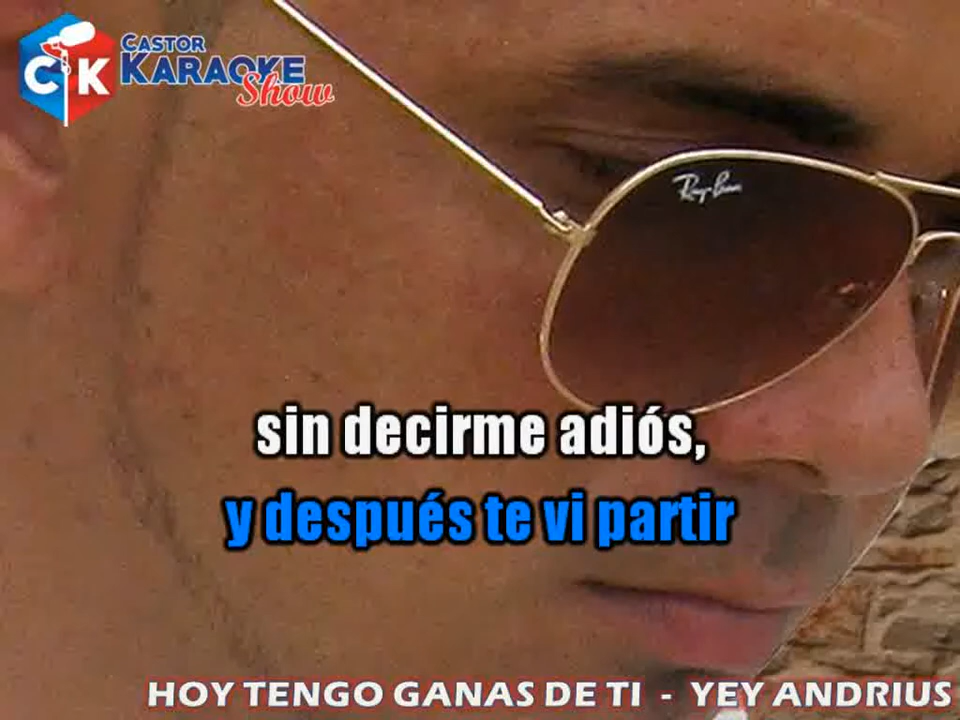 CK
CASTOR
KARAOKE
Show
Ray-Ban
sin decirme adiós,
y después te vi partir
HOY TENGO GANAS DE TI - YEY ANDRIUS